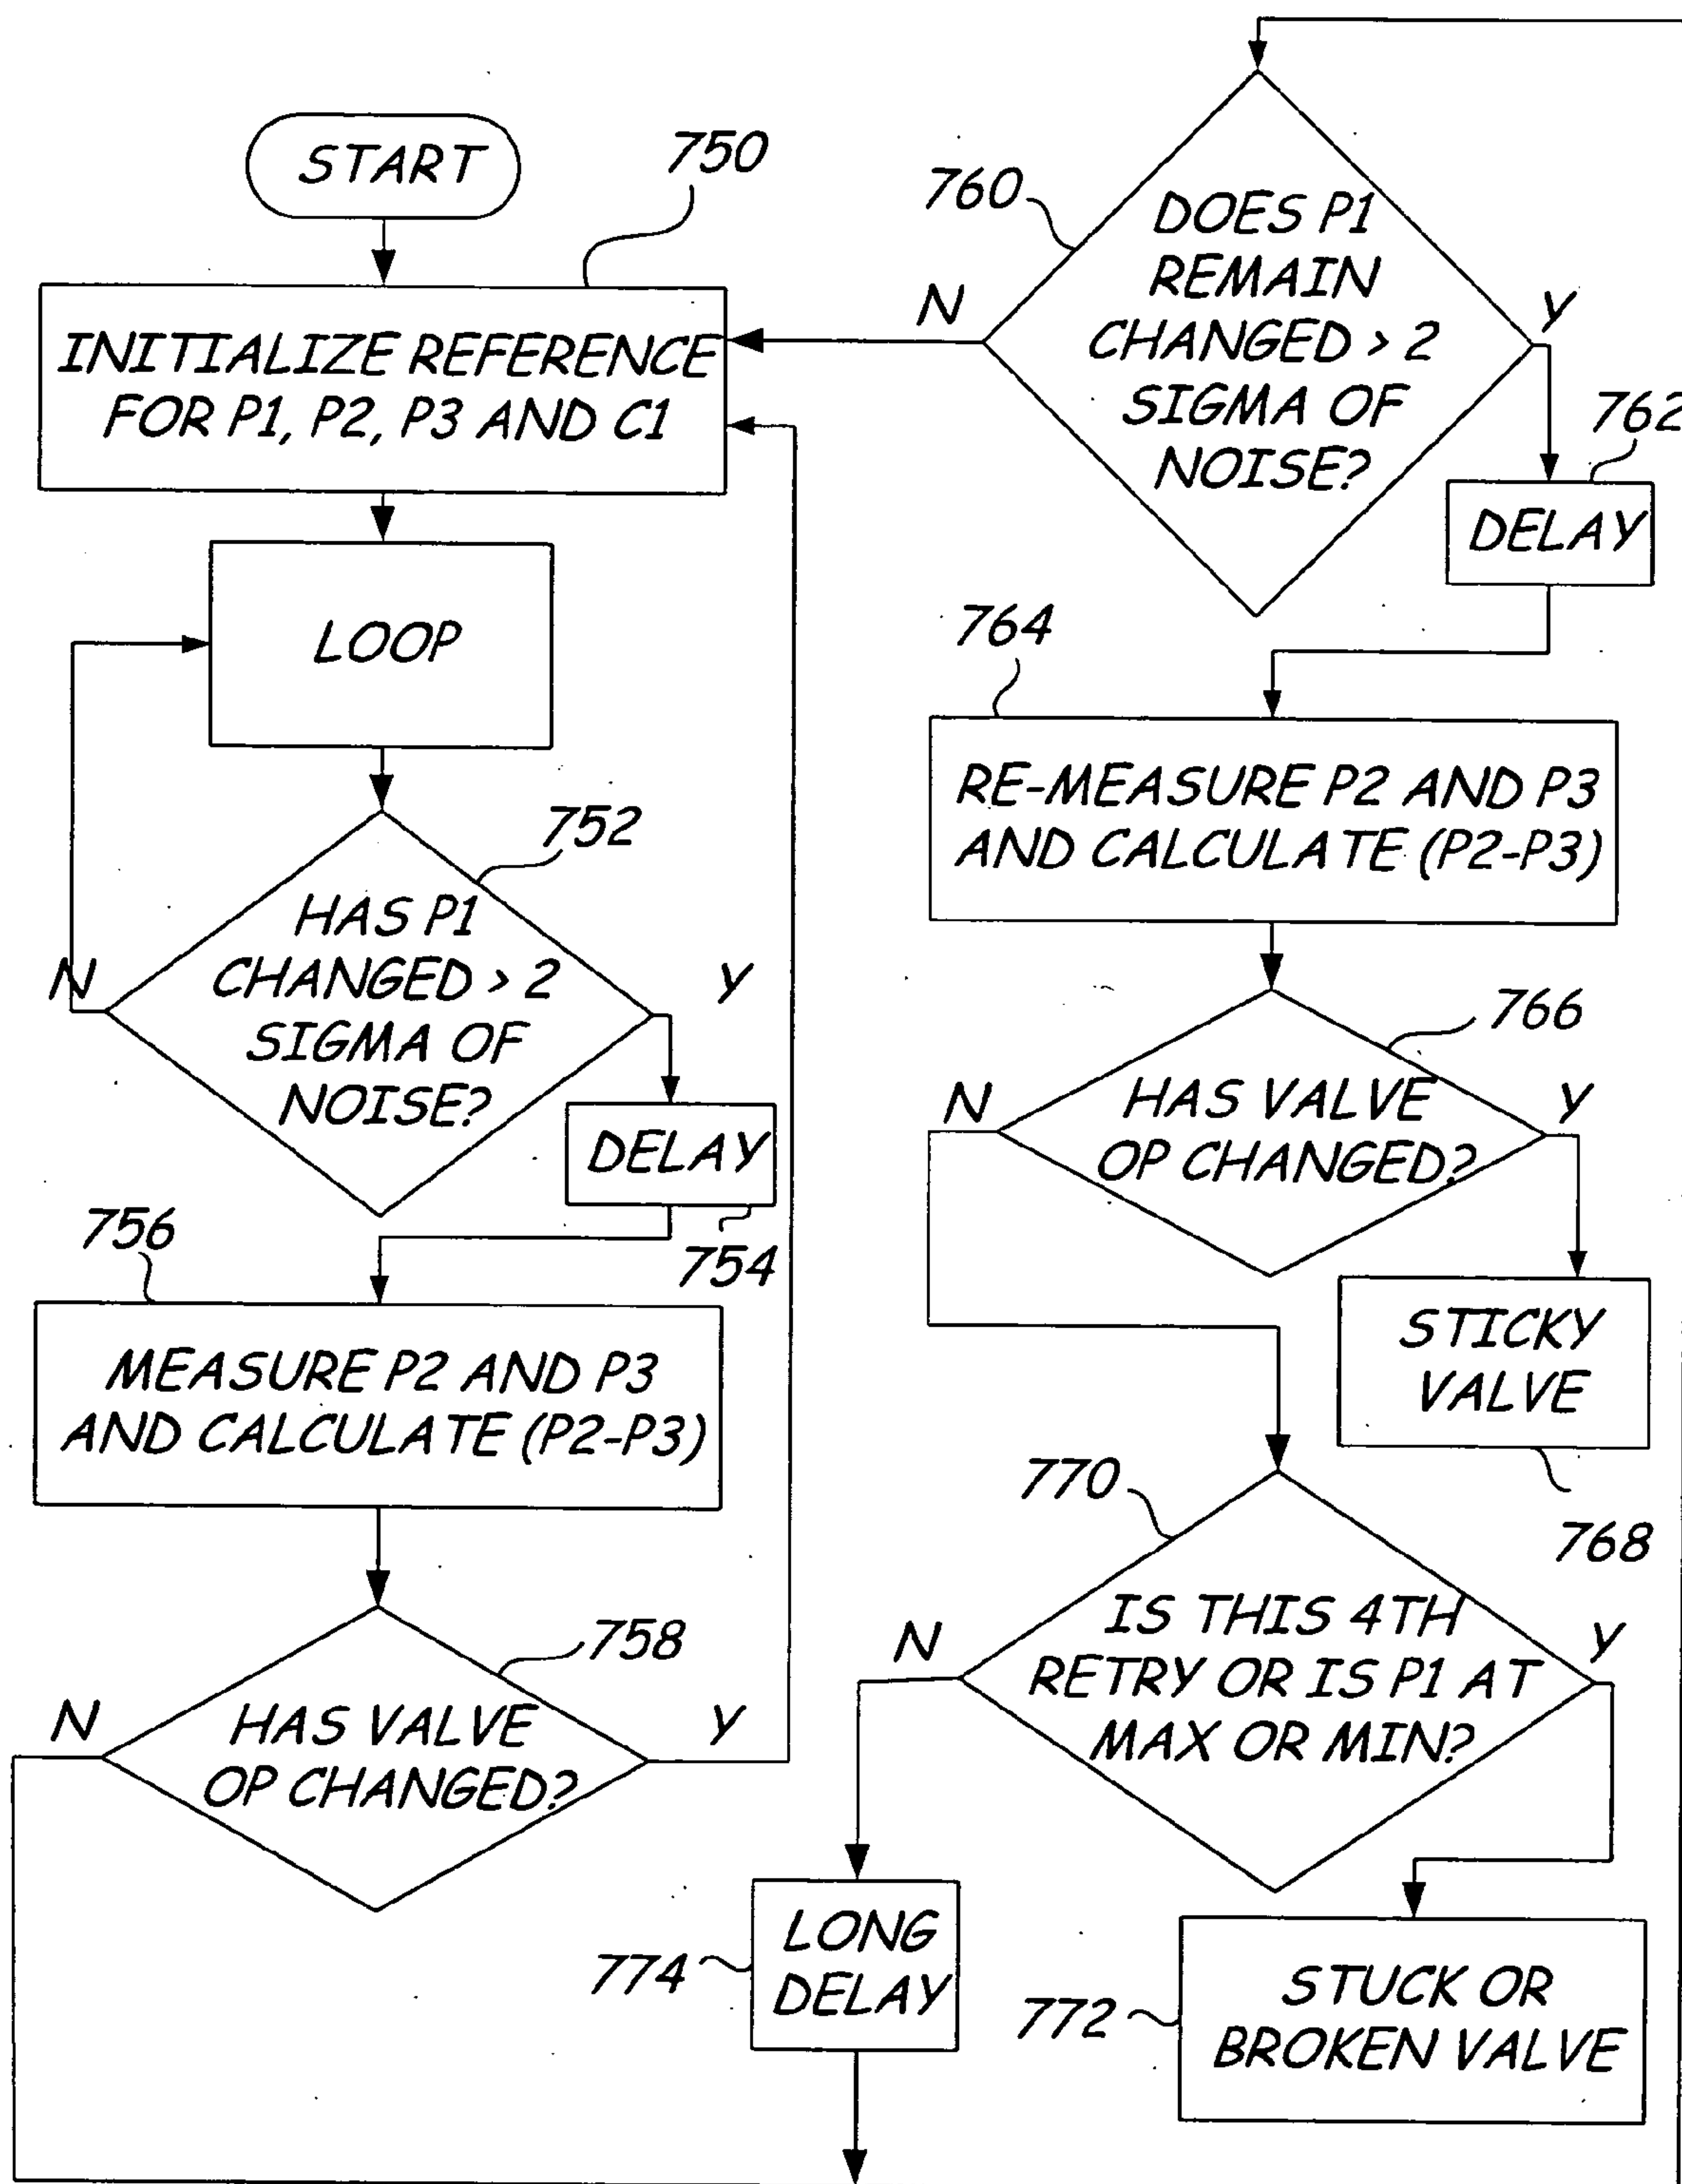 START
750
INITIALIZE REFERENCE
FOR P1, P2, P3 AND C1
LOOP
752
HAS P1
CHANGED > 2
SIGMA OF
NOISE?
N
Y
DELAY
754
756
MEASURE P2 AND P3
AND CALCULATE (P2-P3)
758
HAS VALVE
OP CHANGED?
N
Y
760
DOES P1
REMAIN
CHANGED > 2
SIGMA OF
NOISE?
N
Y
762
DELAY
764
RE-MEASURE P2 AND P3
AND CALCULATE (P2-P3)
766
HAS VALVE
OP CHANGED?
N
Y
STICKY
VALVE
768
770
IS THIS 4TH
RETRY OR IS P1 AT
MAX OR MIN?
N
Y
LONG
DELAY
774
STUCK OR
BROKEN VALVE
772